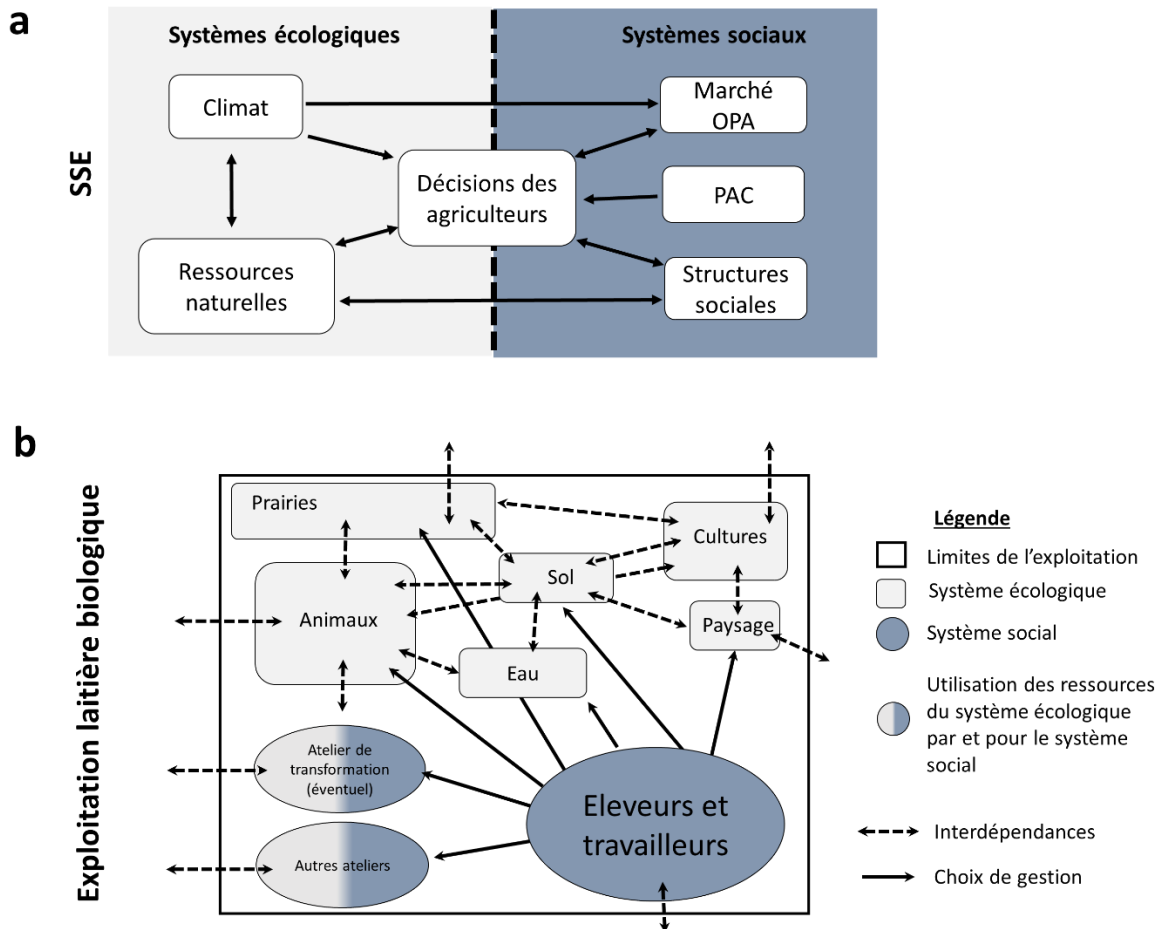 a
Systèmes écologiques
Systèmes sociaux
SSE
Climat
Marché
OPA
Décisions des
agriculteurs
PAC
Ressources
naturelles
Structures
sociales
b
Exploitation laitière biologique
Prairies
Cultures
Sol
Animaux
Paysage
Eau
Atelier de
transformation
(éventuel)
Eleveurs et
travailleurs
Autres ateliers
Légende
Limites de l’exploitation
Système écologique
Système social
Utilisation des ressources
du système écologique
par et pour le système
social
Interdépendances
Choix de gestion